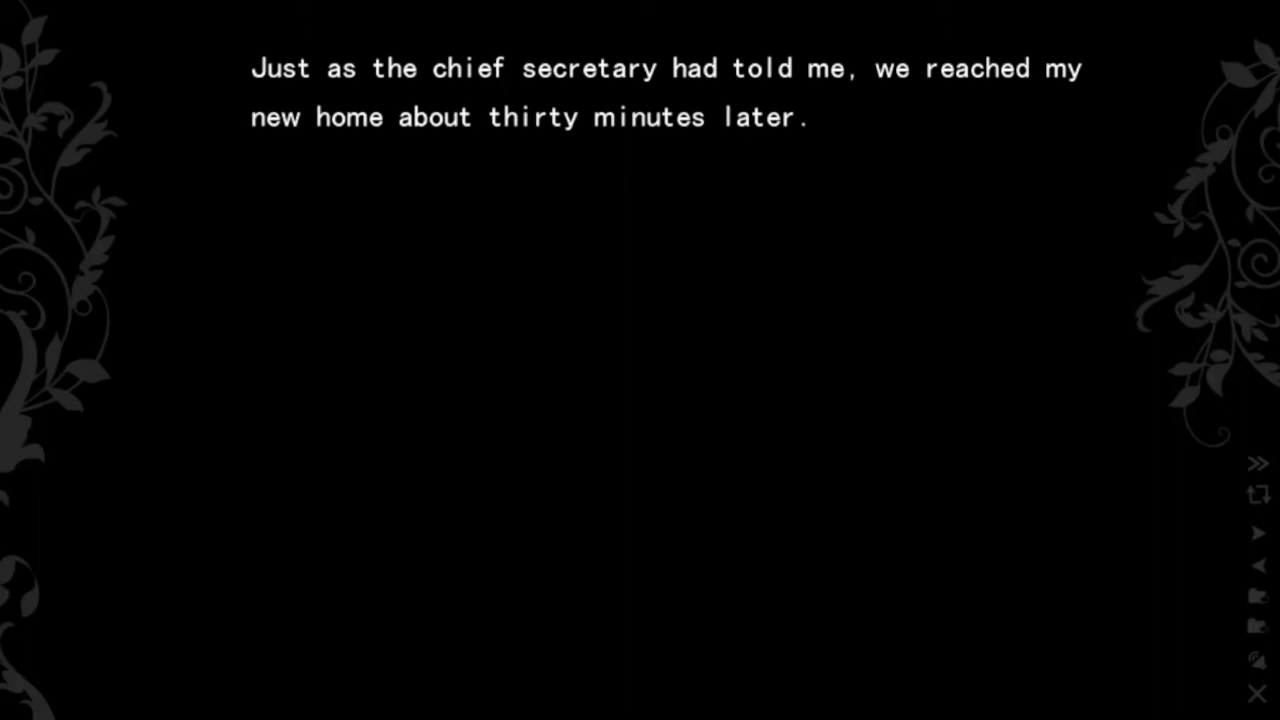 Just as the chief secretary had told me, we reached my
new home about thirty minutes later.